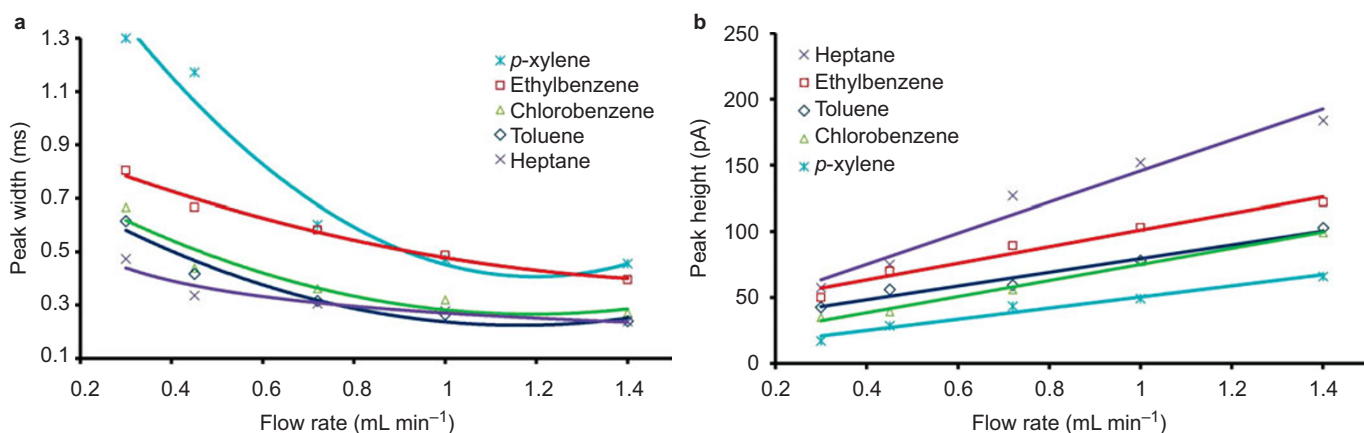 a
Peak width (ms)
1.3
1.1
0.9
0.7
0.5
0.3
0.1
0.2
0.4
0.6
0.8
1
1.2
1.4
Flow rate (mL min⁻¹)
p-xylene
Ethylbenzene
Chlorobenzene
Toluene
Heptane
b
Peak height (pA)
250
200
150
100
50
0
0.2
0.4
0.6
0.8
1
1.2
1.4
Flow rate (mL min⁻¹)
Heptane
Ethylbenzene
Toluene
Chlorobenzene
p-xylene